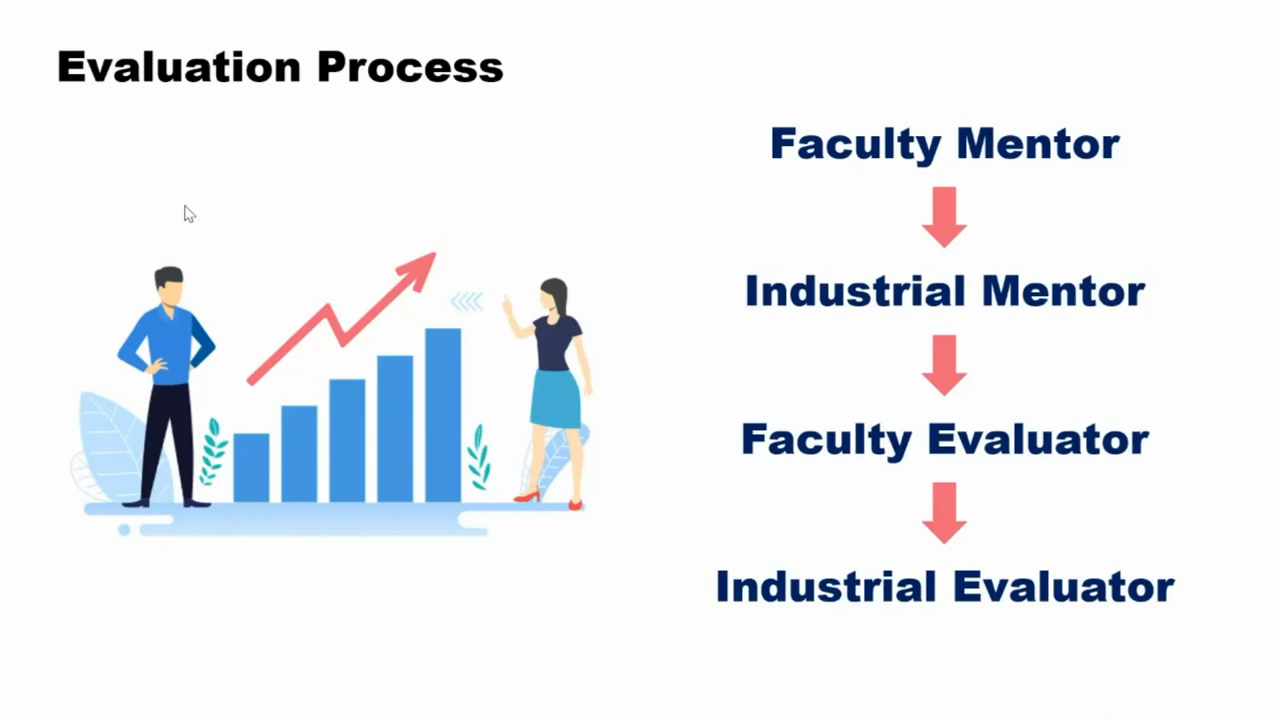 Evaluation Process
Faculty Mentor
Industrial Mentor
Faculty Evaluator
Industrial Evaluator